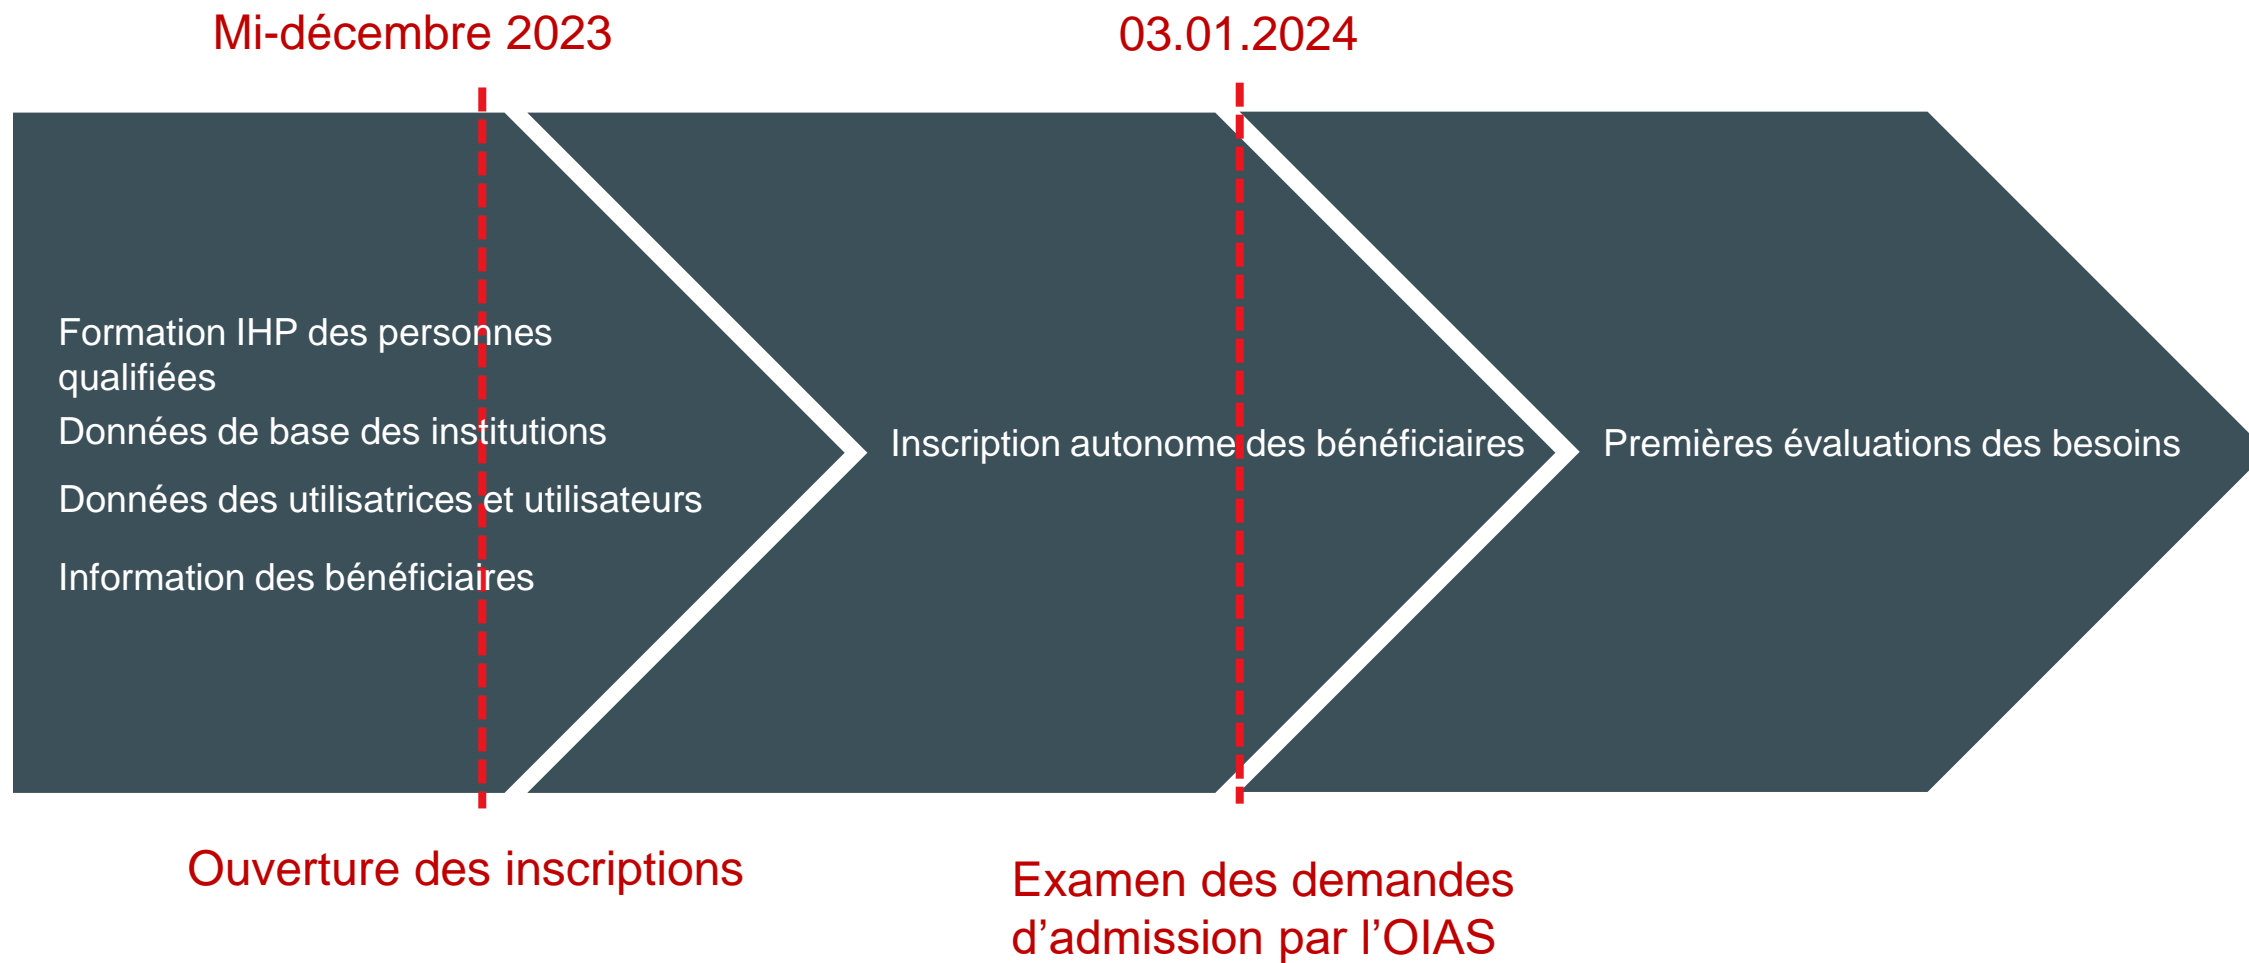 Mi-décembre 2023
03.01.2024
Formation IHP des personnes
qualifiées
Données de base des institutions
Données des utilisatrices et utilisateurs
Information des bénéficiaires
Inscription autonome des bénéficiaires
Premières évaluations des besoins
Ouverture des inscriptions
Examen des demandes
d’admission par l’OIAS